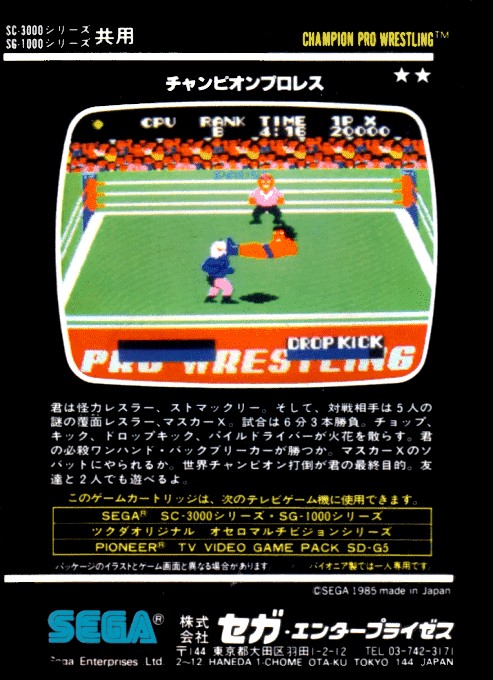 SC-3000シリーズ
SG-1000シリーズ 共用
CHAMPION PRO WRESTLING™
チャンピオンプロレス
★★
CPU RANK TIME 1P X
B 4:16 20000
DROP KICK
PRO WRESTLING
君は怪力レスラー、ストマックリー。そして、対戦相手は5人の
謎の覆面レスラー、マスカーX。試合は6分3本勝負。チョップ、
キック、ドロップキック、パイルドライバーが火花を散らす。君
の必殺ワンハンド・バックブリーカーが勝つか。マスカーXのソ
バットにやられるか。世界チャンピオン打倒が君の最終目的。友
達と2人でも遊べるよ。
このゲームカートリッジは、次のテレビゲーム機に使用できます。
SEGA® SC-3000シリーズ・SG-1000シリーズ
ツクダオリジナル オセロマルチビジョンシリーズ
PIONEER® TV VIDEO GAME PACK SD-G5
パッケージのイラストとゲーム画面と異なる場合があります
パイオニア製では一人専用です.
©SEGA 1985 made in Japan
SEGA®
株式会社 セガ・エンタープライゼス
〒144 東京都大田区羽田1-2-12 TEL 03-742-3171
Sega Enterprises Ltd. 2~12 HANEDA 1-CHOME OTA-KU TOKYO 144 JAPAN